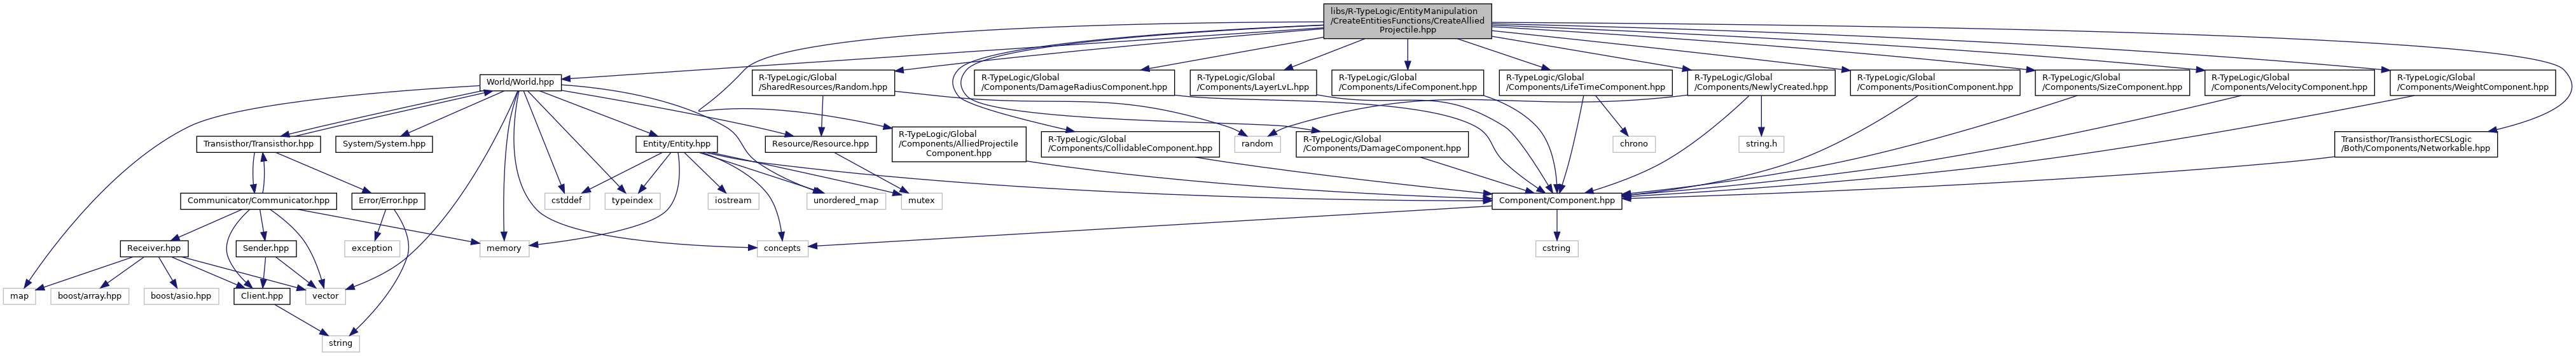 libs/R-TypeLogic/EntityManipulation
/CreateEntitiesFunctions/CreateAllied
Projectile.hpp
World/World.hpp
R-TypeLogic/Global
/SharedResources/Random.hpp
R-TypeLogic/Global
/Components/DamageRadiusComponent.hpp
R-TypeLogic/Global
/Components/LayerLvL.hpp
R-TypeLogic/Global
/Components/LifeComponent.hpp
R-TypeLogic/Global
/Components/LifeTimeComponent.hpp
R-TypeLogic/Global
/Components/NewlyCreated.hpp
R-TypeLogic/Global
/Components/PositionComponent.hpp
R-TypeLogic/Global
/Components/SizeComponent.hpp
R-TypeLogic/Global
/Components/VelocityComponent.hpp
R-TypeLogic/Global
/Components/WeightComponent.hpp
Transisthor/Transisthor.hpp
System/System.hpp
Entity/Entity.hpp
Resource/Resource.hpp
R-TypeLogic/Global
/Components/AlliedProjectile
Component.hpp
R-TypeLogic/Global
/Components/CollidableComponent.hpp
random
R-TypeLogic/Global
/Components/DamageComponent.hpp
chrono
string.h
Transisthor/TransisthorECSLogic
/Both/Components/Networkable.hpp
Communicator/Communicator.hpp
Error/Error.hpp
cstddef
typeindex
iostream
unordered_map
mutex
Component/Component.hpp
Receiver.hpp
Sender.hpp
exception
memory
concepts
cstring
map
boost/array.hpp
boost/asio.hpp
Client.hpp
vector
string